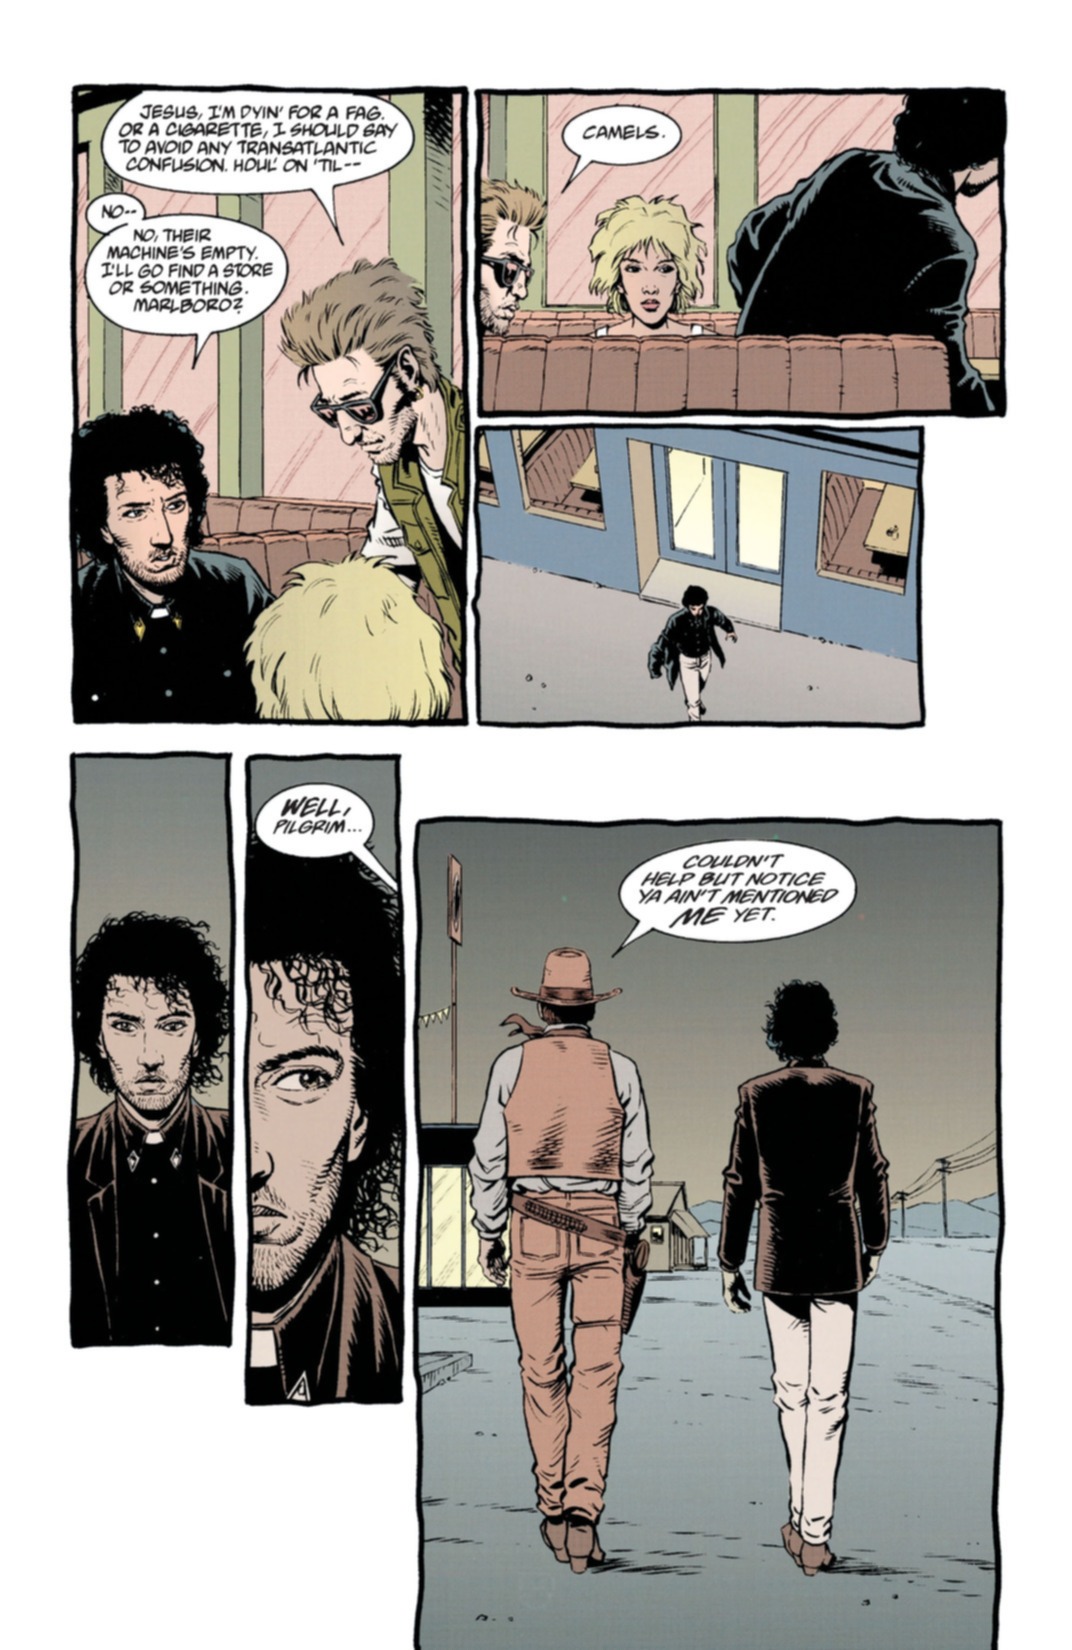 JESUS, I'M DYIN' FOR A FAG.
OR A CIGARETTE, I SHOULD SAY
TO AVOID ANY TRANSATLANTIC
CONFUSION. HOUL' ON 'TIL--
NO--
NO, THEIR
MACHINE'S EMPTY.
I'LL GO FIND A STORE
OR SOMETHING.
MARLBORO?
CAMELS.
WELL,
PILGRIM...
COULDN'T
HELP BUT NOTICE
YA AIN'T MENTIONED
ME YET.